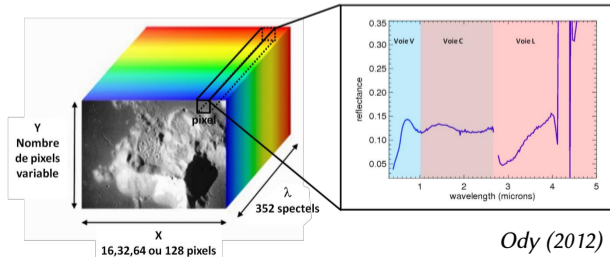 Y
Nombre
de pixels
variable
pixel
λ
352 spectels
X
16,32,64 ou 128 pixels
reflectance
0.35
0.30
0.25
0.20
0.15
0.10
0.05
Voie V
Voie C
Voie L
1
2
3
4
5
wavelength (microns)
Ody (2012)